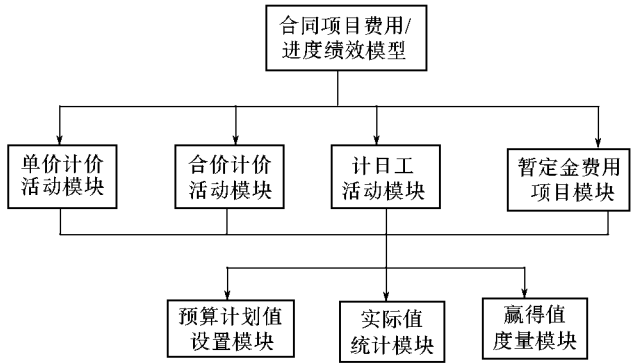 合同项目费用/
进度绩效模型
单价计价
活动模块
合价计价
活动模块
计日工
活动模块
暂定金费用
项目模块
预算计划值
设置模块
实际值
统计模块
赢得值
度量模块